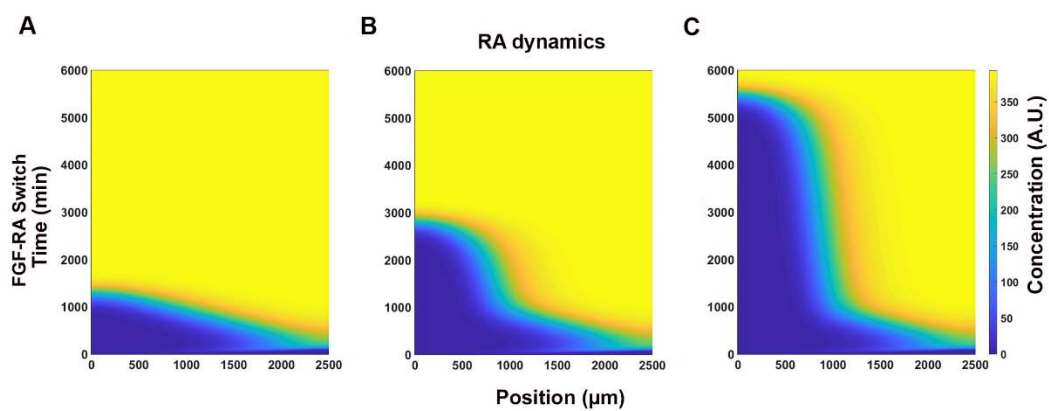 A
B
C
RA dynamics
FGF-RA Switch
Time (min)
6000
5000
4000
3000
2000
1000
0
0 500 1000 1500 2000 2500
6000
5000
4000
3000
2000
1000
0
0 500 1000 1500 2000 2500
6000
5000
4000
3000
2000
1000
0
0 500 1000 1500 2000 2500
350
300
250
200
150
100
50
0
Concentration (A.U.)
Position (µm)